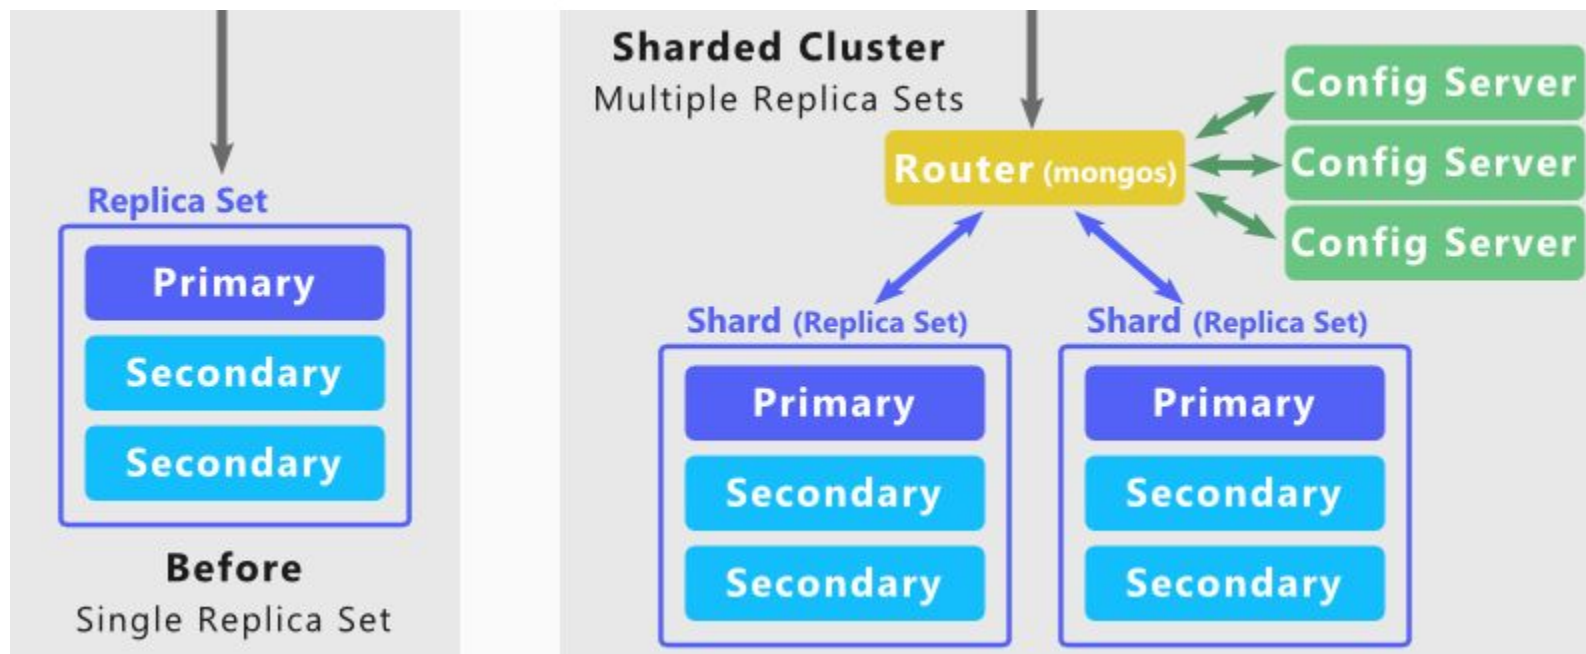 Replica Set
Primary
Secondary
Secondary
Before
Single Replica Set
Sharded Cluster
Multiple Replica Sets
Router (mongos)
Config Server
Config Server
Config Server
Shard (Replica Set)
Primary
Secondary
Secondary
Shard (Replica Set)
Primary
Secondary
Secondary